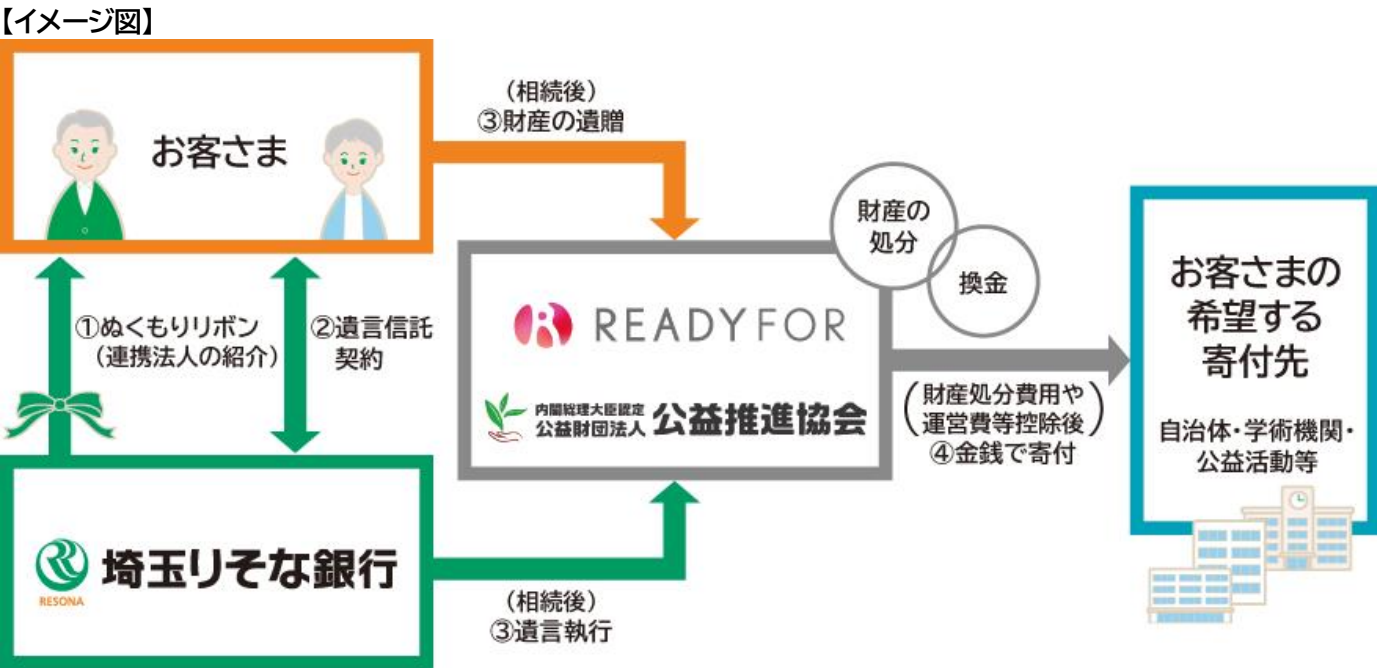 【イメージ図】
お客さま
（相続後）
③財産の遺贈
①ぬくもりリボン
（連携法人の紹介）
②遺言信託
契約
RESONA
埼玉りそな銀行
（相続後）
③遺言執行
READYFOR
内閣総理大臣認定
公益財団法人
公益推進協会
財産の
処分
換金
（財産処分費用や
運営費等控除後）
④金銭で寄付
お客さまの
希望する
寄付先
自治体・学術機関・
公益活動等